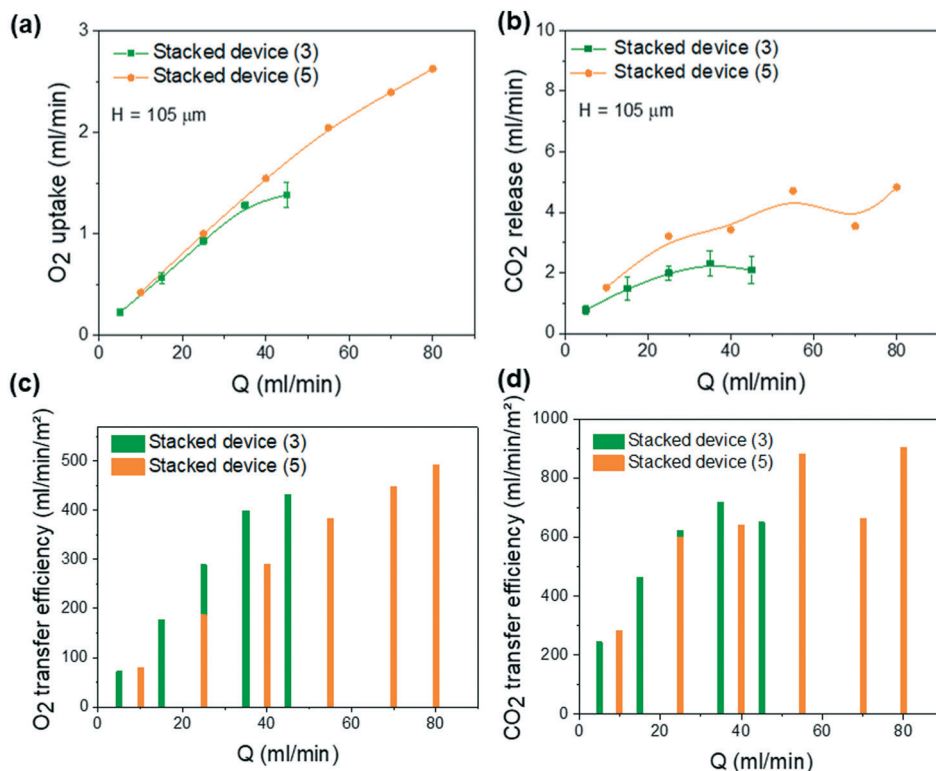 (a)
3
2
1
0
O₂ uptake (ml/min)
Stacked device (3)
Stacked device (5)
H = 105 μm
0 20 40 60 80
Q (ml/min)
(b)
10
8
6
4
2
0
CO₂ release (ml/min)
Stacked device (3)
Stacked device (5)
H = 105 μm
0 20 40 60 80
Q (ml/min)
(c)
500
400
300
200
100
0
O₂ transfer efficiency (ml/min/m²)
Stacked device (3)
Stacked device (5)
0 20 40 60 80
Q (ml/min)
(d)
1000
800
600
400
200
0
CO₂ transfer efficiency (ml/min/m²)
Stacked device (3)
Stacked device (5)
0 20 40 60 80
Q (ml/min)